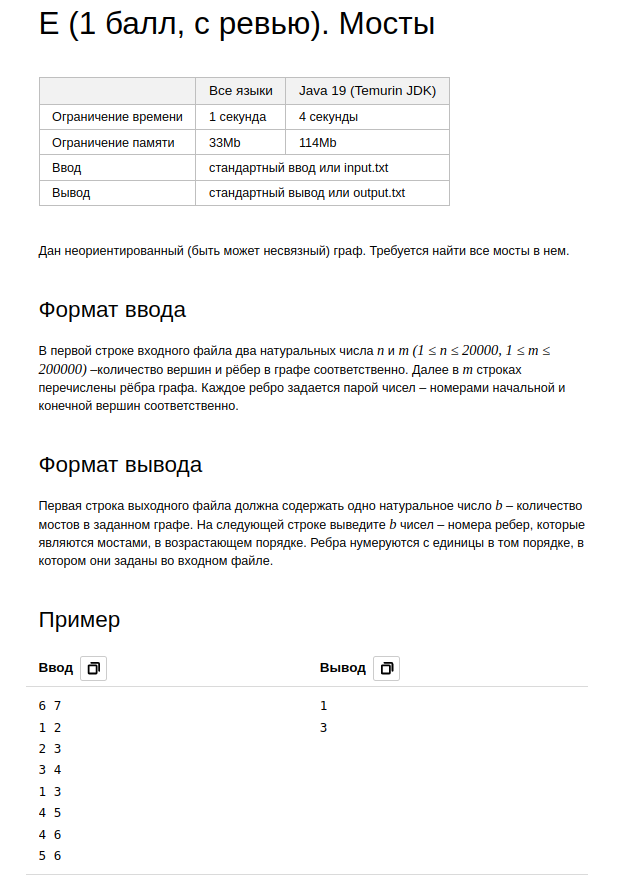 E (1 балл, с ревью). Мосты
Все языки Java 19 (Temurin JDK)
Ограничение времени 1 секунда 4 секунды
Ограничение памяти 33Mb 114Mb
Ввод стандартный ввод или input.txt
Вывод стандартный вывод или output.txt
Дан неориентированный (быть может несвязный) граф. Требуется найти все мосты в нем.
Формат ввода
В первой строке входного файла два натуральных числа n и m (1 ≤ n ≤ 20000, 1 ≤ m ≤
200000) –количество вершин и рёбер в графе соответственно. Далее в m строках
перечислены рёбра графа. Каждое ребро задается парой чисел – номерами начальной и
конечной вершин соответственно.
Формат вывода
Первая строка выходного файла должна содержать одно натуральное число b – количество
мостов в заданном графе. На следующей строке выведите b чисел – номера ребер, которые
являются мостами, в возрастающем порядке. Ребра нумеруются с единицы в том порядке, в
котором они заданы во входном файле.
Пример
Ввод Вывод
6 7 1
1 2 3
2 3
3 4
1 3
4 5
4 6
5 6